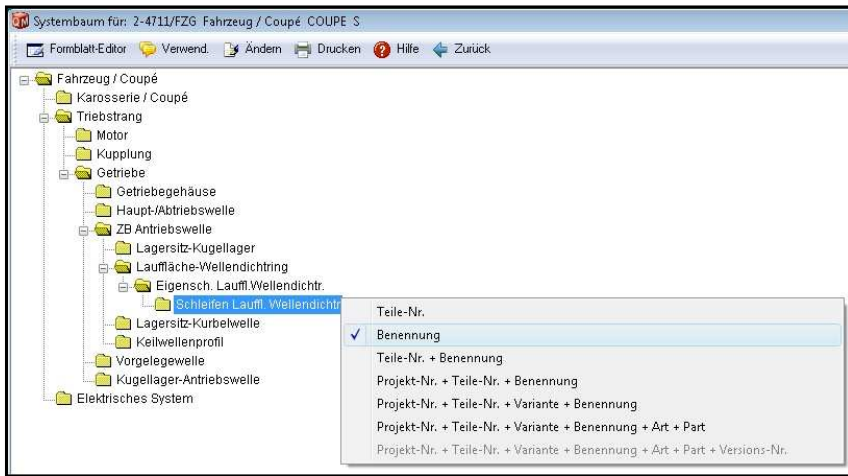 Systembaum für: 2-4711/FZG Fahrzeug / Coupé COUPE S
Formblatt-Editor Verwend. Ändern Drucken Hilfe Zurück
Fahrzeug / Coupé
Karosserie / Coupé
Triebstrang
Motor
Kupplung
Getriebe
Getriebegehäuse
Haupt-/Abtriebswelle
ZB Antriebswelle
Lagersitz-Kugellager
Lauffläche-Wellendichtring
Eigensch. Lauffl.Wellendichtr.
Schleifen Lauffl. Wellendichtr
Lagersitz-Kurbelwelle
Keilwellenprofil
Vorgelegewelle
Kugellager-Antriebswelle
Elektrisches System
Teile-Nr.
Benennung
Teile-Nr. + Benennung
Projekt-Nr. + Teile-Nr. + Benennung
Projekt-Nr. + Teile-Nr. + Variante + Benennung
Projekt-Nr. + Teile-Nr. + Variante + Benennung + Art + Part
Projekt-Nr. + Teile-Nr. + Variante + Benennung + Art + Part + Versions-Nr.